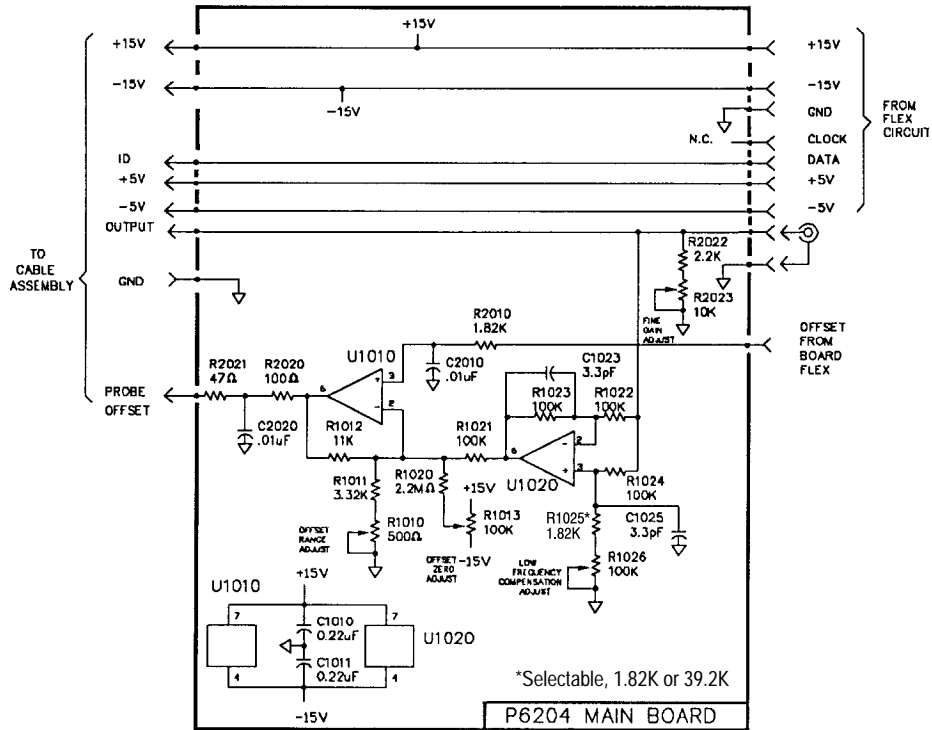 +15V
+15V
+15V
-15V
-15V
-15V
GND
FROM
FLEX
CIRCUIT
N.C.
CLOCK
ID
DATA
+5V
+5V
-5V
-5V
OUTPUT
TO
CABLE
ASSEMBLY
GND
R2022
2.2K
R2023
10K
FINE
GAIN
ADJUST
R2010
1.82K
OFFSET
FROM
BOARD
FLEX
U1010
C2010
.01uF
C1023
3.3pF
R2021
47Ω
R2020
100Ω
6
3
+
2
-
R1023
100K
R1022
100K
PROBE
OFFSET
C2020
.01uF
R1012
11K
R1021
100K
6
2
-
3
+
U1020
R1024
100K
R1011
3.32K
R1020
2.2MΩ
+15V
R1013
100K
-15V
R1025*
1.82K
C1025
3.3pF
OFFSET
RANGE
ADJUST
R1010
500Ω
OFFSET
ZERO
ADJUST
LOW
FREQUENCY
COMPENSATION
ADJUST
R1026
100K
U1010
+15V
7
7
C1010
0.22uF
U1020
C1011
0.22uF
4
4
-15V
*Selectable, 1.82K or 39.2K
P6204 MAIN BOARD